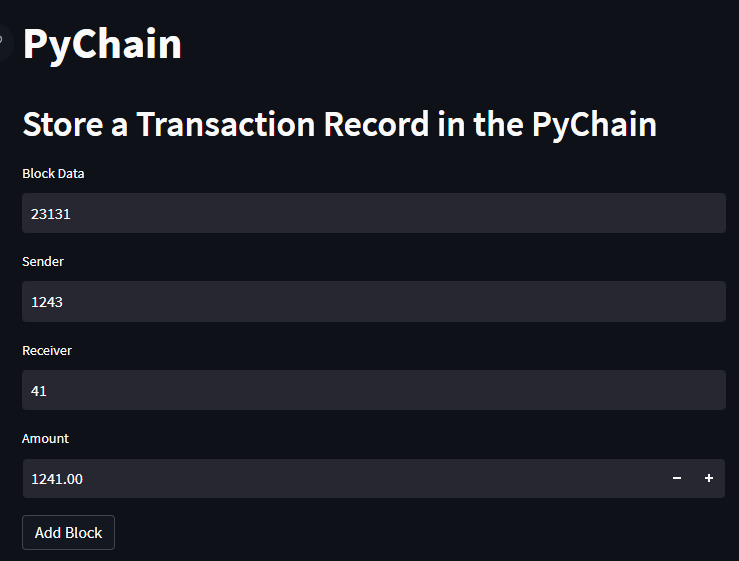 PyChain
Store a Transaction Record in the PyChain
Block Data
23131
Sender
1243
Receiver
41
Amount
1241.00
Add Block